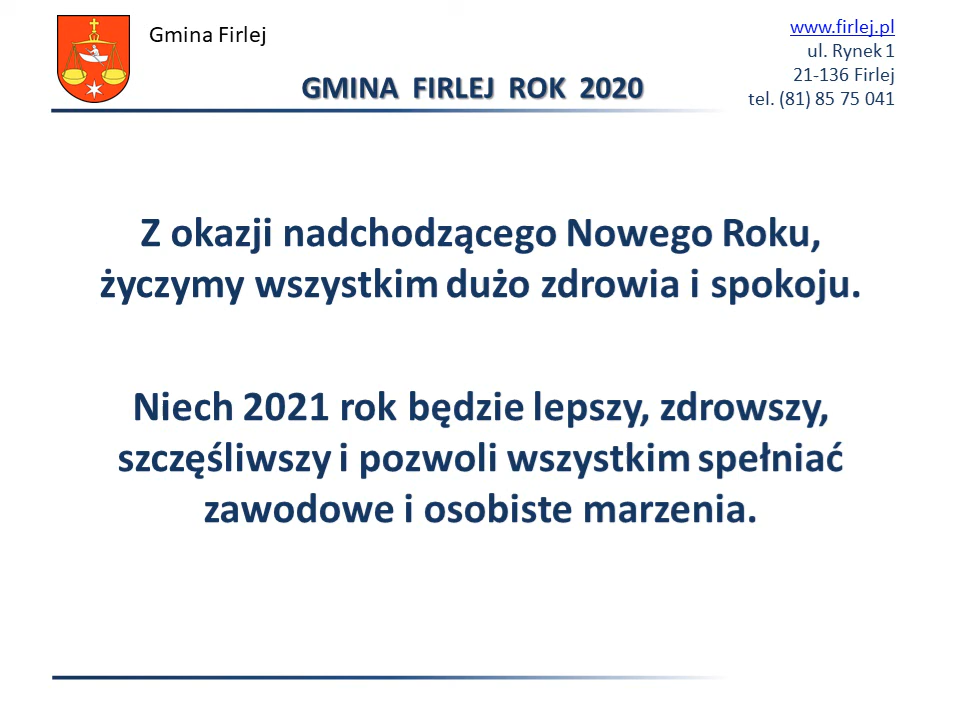 Gmina Firlej
www.firlej.pl
ul. Rynek 1
21-136 Firlej
tel. (81) 85 75 041
GMINA FIRLEJ ROK 2020
Z okazji nadchodzącego Nowego Roku,
życzymy wszystkim dużo zdrowia i spokoju.
Niech 2021 rok będzie lepszy, zdrowszy,
szczęśliwszy i pozwoli wszystkim spełniać
zawodowe i osobiste marzenia.